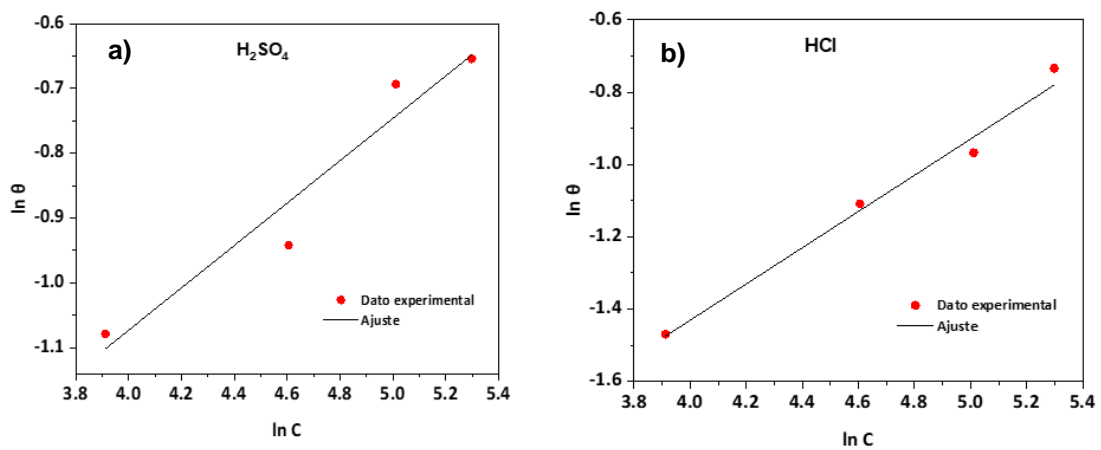 a)
H₂SO₄
ln θ
-0.6
-0.7
-0.8
-0.9
-1.0
-1.1
Dato experimental
Ajuste
3.8 4.0 4.2 4.4 4.6 4.8 5.0 5.2 5.4
ln C
b)
HCl
ln θ
-0.6
-0.8
-1.0
-1.2
-1.4
-1.6
Dato experimental
Ajuste
3.8 4.0 4.2 4.4 4.6 4.8 5.0 5.2 5.4
ln C